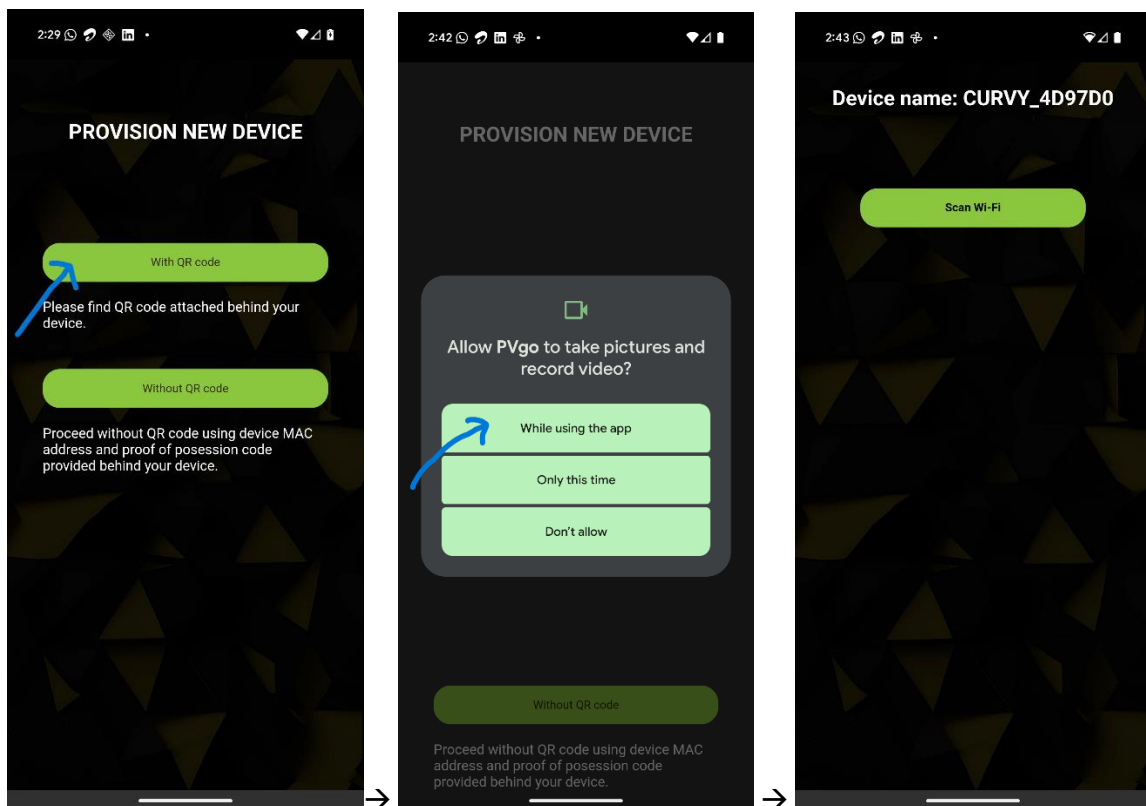 2:29
PROVISION NEW DEVICE
With QR code
Please find QR code attached behind your
device.
Without QR code
Proceed without QR code using device MAC
address and proof of posession code
provided behind your device.
→
2:42
PROVISION NEW DEVICE
Allow PVgo to take pictures and
record video?
While using the app
Only this time
Don't allow
Without QR code
Proceed without QR code using device MAC
address and proof of posession code
provided behind your device.
→
2:43
Device name: CURVY_4D97D0
Scan Wi-Fi